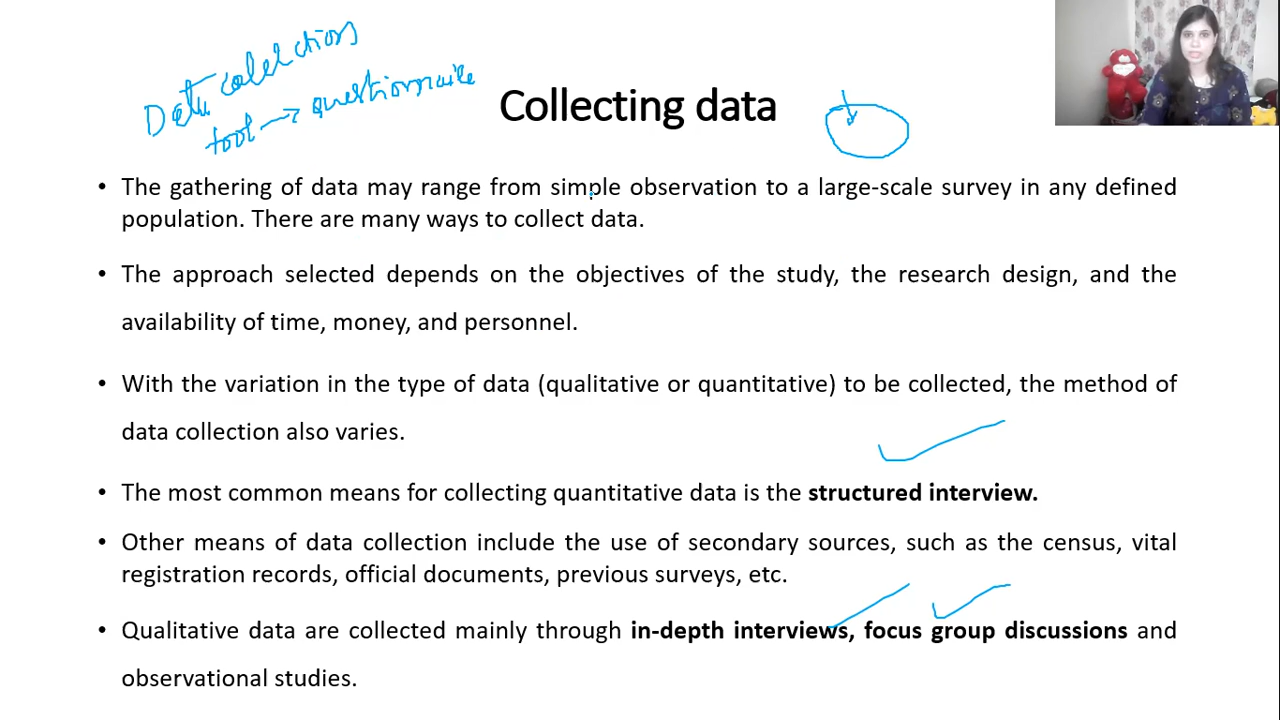 Data collection
tool → questionnaire
Collecting data
• The gathering of data may range from simple observation to a large-scale survey in any defined
population. There are many ways to collect data.
• The approach selected depends on the objectives of the study, the research design, and the
availability of time, money, and personnel.
• With the variation in the type of data (qualitative or quantitative) to be collected, the method of
data collection also varies.
• The most common means for collecting quantitative data is the structured interview.
• Other means of data collection include the use of secondary sources, such as the census, vital
registration records, official documents, previous surveys, etc.
• Qualitative data are collected mainly through in-depth interviews, focus group discussions and
observational studies.